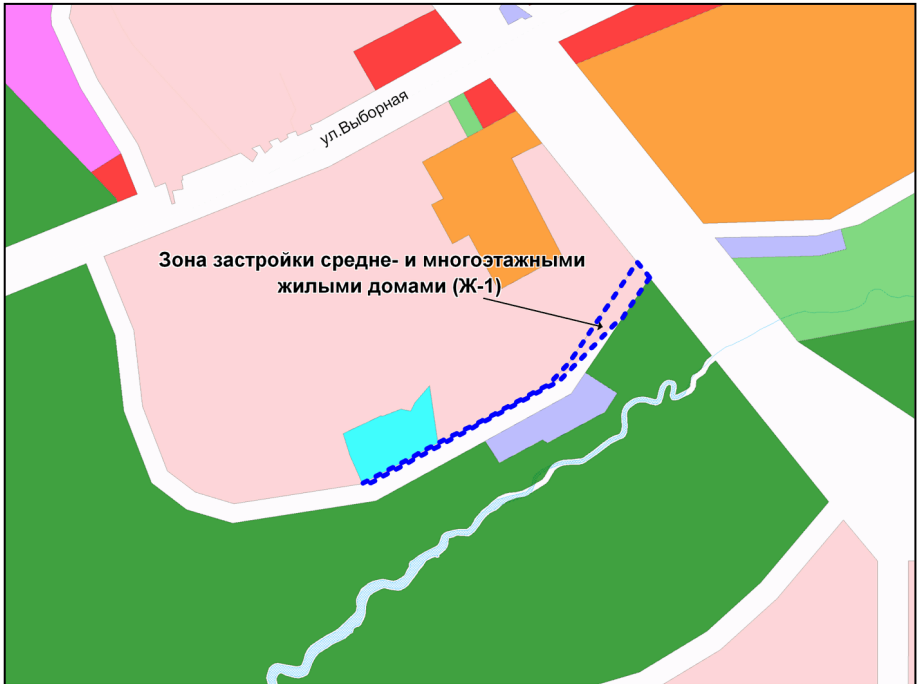 ул.Выборная
Зона застройки средне- и многоэтажными
жилыми домами (Ж-1)